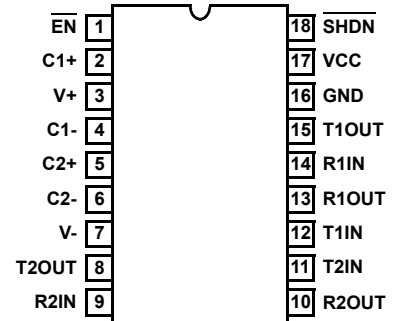 EN 1 18 SHDN
C1+ 2 17 VCC
V+ 3 16 GND
C1- 4 15 T1OUT
C2+ 5 14 R1IN
C2- 6 13 R1OUT
V- 7 12 T1IN
T2OUT 8 11 T2IN
R2IN 9 10 R2OUT